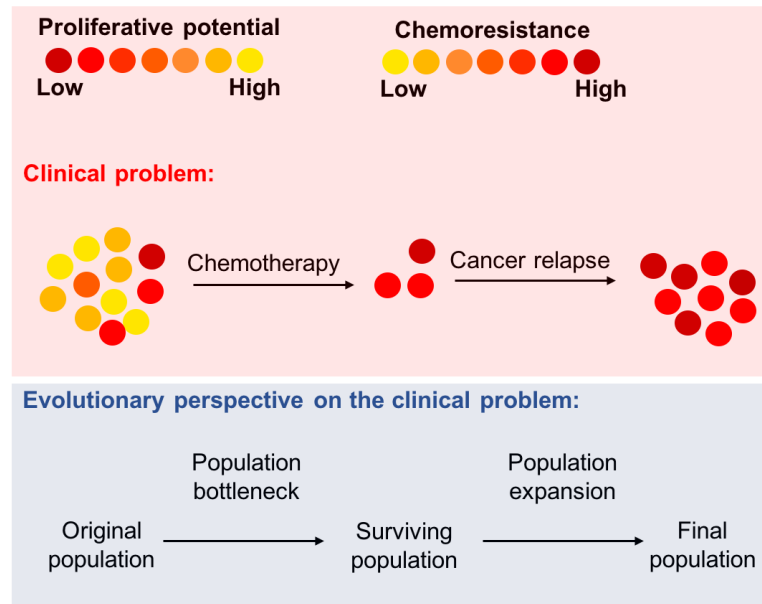 Proliferative potential
Low High
Chemoresistance
Low High
Clinical problem:
Chemotherapy
Cancer relapse
Evolutionary perspective on the clinical problem:
Original
population
Population
bottleneck
Surviving
population
Population
expansion
Final
population